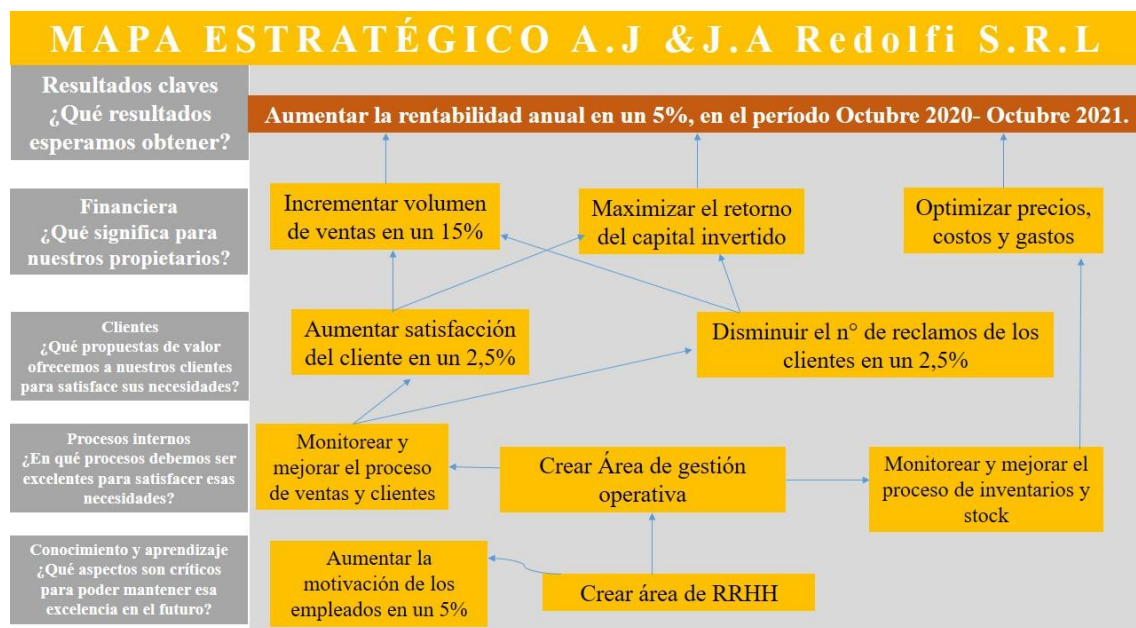 MAPA ESTRATÉGICO A.J &J.A Redolfi S.R.L
Resultados claves
¿Qué resultados
esperamos obtener?
Aumentar la rentabilidad anual en un 5%, en el período Octubre 2020- Octubre 2021.
Financiera
¿Qué significa para
nuestros propietarios?
Incrementar volumen
de ventas en un 15%
Maximizar el retorno
del capital invertido
Optimizar precios,
costos y gastos
Clientes
¿Qué propuestas de valor
ofrecemos a nuestros clientes
para satisface sus necesidades?
Aumentar satisfacción
del cliente en un 2,5%
Disminuir el n° de reclamos de los
clientes en un 2,5%
Procesos internos
¿En qué procesos debemos ser
excelentes para satisfacer esas
necesidades?
Monitorear y
mejorar el proceso
de ventas y clientes
Crear Área de gestión
operativa
Monitorear y mejorar el
proceso de inventarios y
stock
Conocimiento y aprendizaje
¿Qué aspectos son críticos
para poder mantener esa
excelencia en el futuro?
Aumentar la
motivación de los
empleados en un 5%
Crear área de RRHH